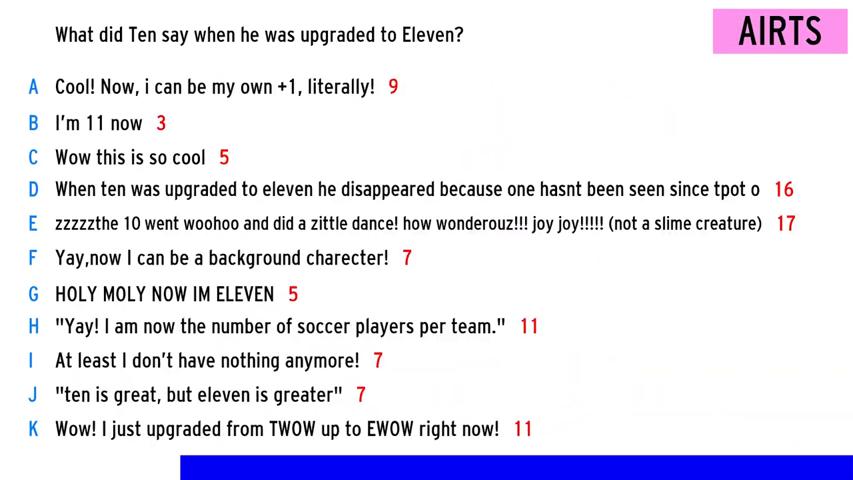 What did Ten say when he was upgraded to Eleven?
AIRTS
A Cool! Now, i can be my own +1, literally! 9
B I'm 11 now 3
C Wow this is so cool 5
D When ten was upgraded to eleven he disappeared because one hasnt been seen since tpot o 16
E zzzzzthe 10 went woohoo and did a zittle dance! how wonderouz!!! joy joy!!!!! (not a slime creature) 17
F Yay,now I can be a background charecter! 7
G HOLY MOLY NOW IM ELEVEN 5
H "Yay! I am now the number of soccer players per team." 11
I At least I don't have nothing anymore! 7
J "ten is great, but eleven is greater" 7
K Wow! I just upgraded from TWOW up to EWOW right now! 11